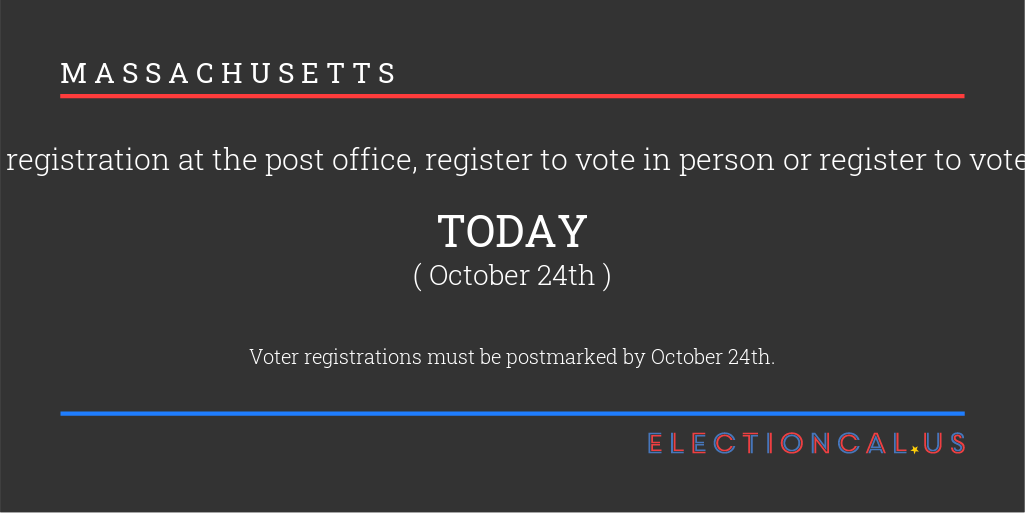 MASSACHUSETTS
registration at the post office, register to vote in person or register to vote
TODAY
( October 24th )
Voter registrations must be postmarked by October 24th.
ELECTIONCAL.US